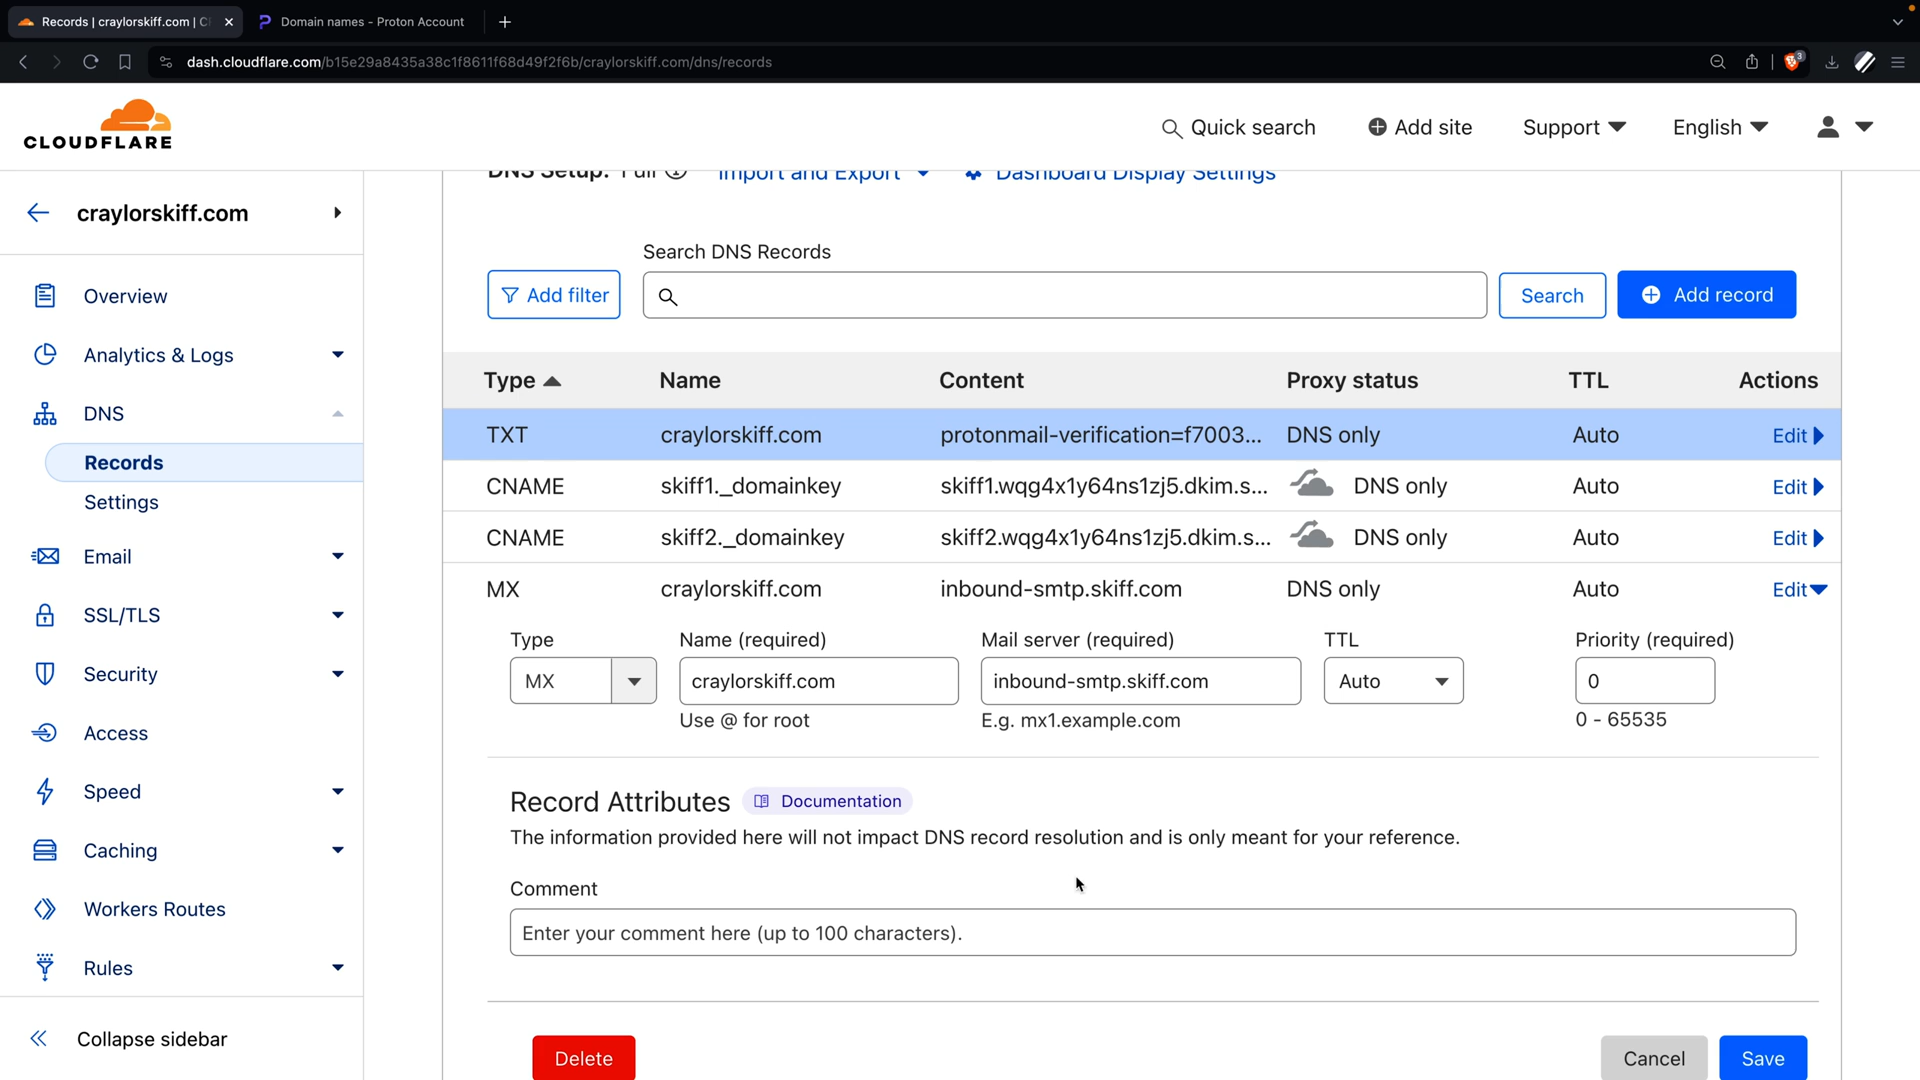 Records | craylorskiff.com | C
Domain names - Proton Account
dash.cloudflare.com/b15e29a8435a38c1f8611f68d49f2f6b/craylorskiff.com/dns/records
3
CLOUDFLARE
Quick search
Add site
Support
English
craylorskiff.com
Overview
Analytics & Logs
DNS
Records
Settings
Email
SSL/TLS
Security
Access
Speed
Caching
Workers Routes
Rules
Collapse sidebar
DNS Setup: Full
Import and Export
Dashboard Display Settings
Search DNS Records
Add filter
Search
Add record
Type Name Content Proxy status TTL Actions
TXT craylorskiff.com protonmail-verification=f7003... DNS only Auto Edit
CNAME skiff1._domainkey skiff1.wqg4x1y64ns1zj5.dkim.s... DNS only Auto Edit
CNAME skiff2._domainkey skiff2.wqg4x1y64ns1zj5.dkim.s... DNS only Auto Edit
MX craylorskiff.com inbound-smtp.skiff.com DNS only Auto Edit
Type Name (required) Mail server (required) TTL Priority (required)
MX craylorskiff.com inbound-smtp.skiff.com Auto 0
Use @ for root E.g. mx1.example.com 0 - 65535
Record Attributes Documentation
The information provided here will not impact DNS record resolution and is only meant for your reference.
Comment
Enter your comment here (up to 100 characters).
Delete
Cancel
Save